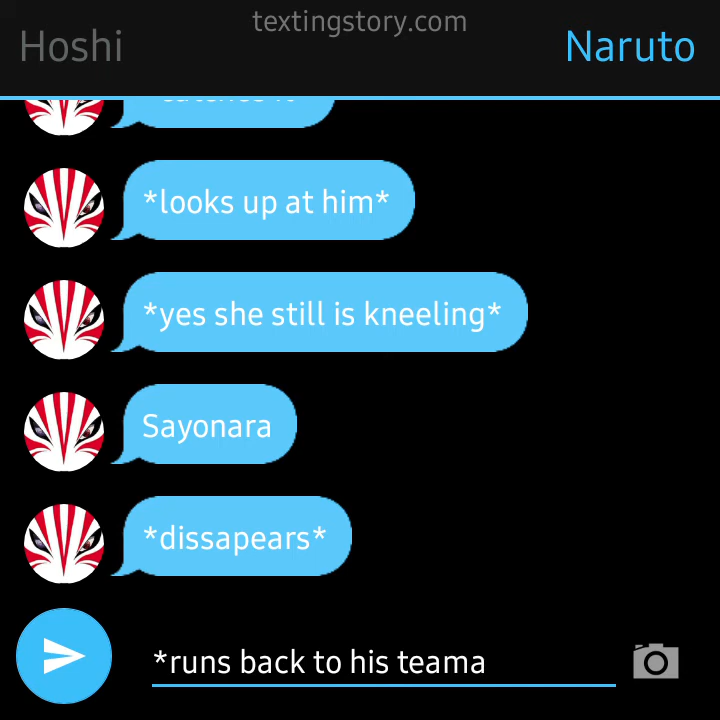 textingstory.com
Hoshi
Naruto
*looks up at him*
*yes she still is kneeling*
Sayonara
*dissapears*
*runs back to his teama